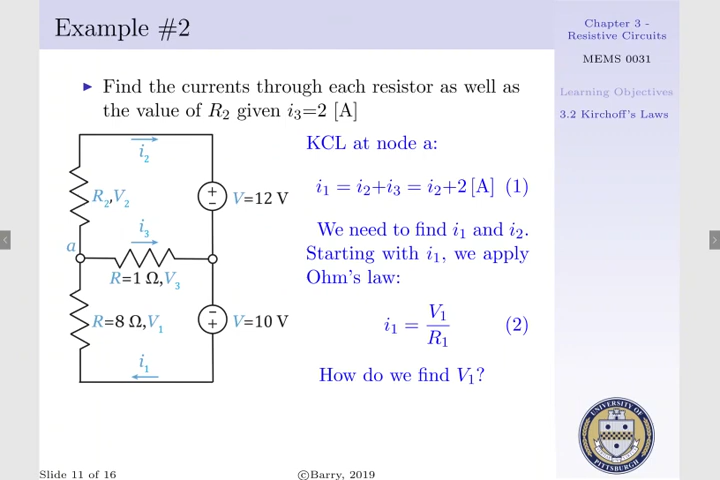 Example #2
Chapter 3 -
Resistive Circuits
MEMS 0031
Learning Objectives
3.2 Kirchoff's Laws
▶ Find the currents through each resistor as well as
the value of R₂ given i₃=2 [A]
i₂
R₂,V₂
V=12 V
+
−
i₃
a
R=1 Ω,V₃
R=8 Ω,V₁
V=10 V
−
+
i₁
KCL at node a:
i₁ = i₂+i₃ = i₂+2 [A] (1)
We need to find i₁ and i₂.
Starting with i₁, we apply
Ohm's law:
i₁ = V₁/R₁ (2)
How do we find V₁?
UNIVERSITY OF
PITTSBURGH
Slide 11 of 16
©Barry, 2019